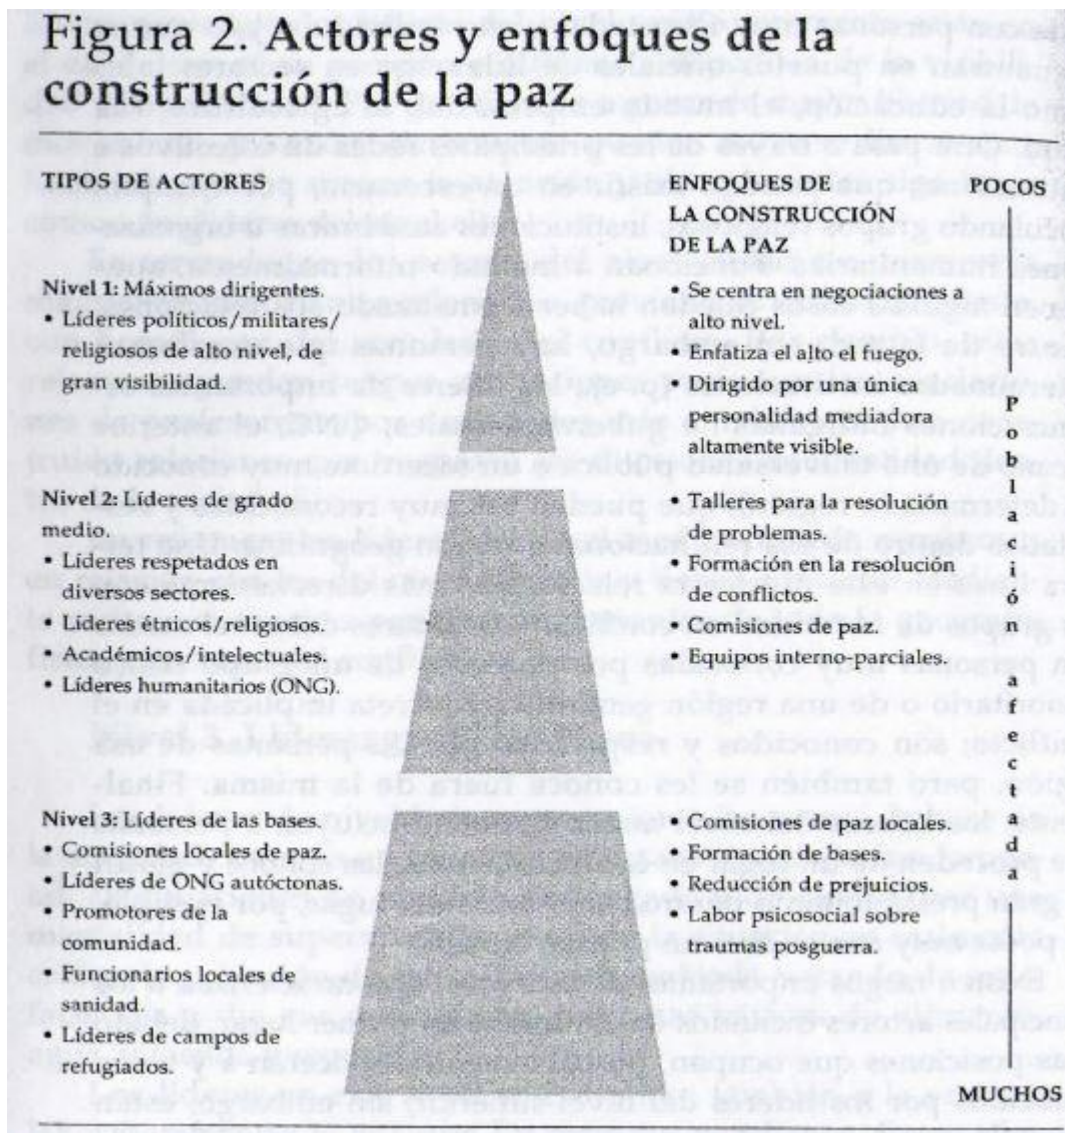 Figura 2. Actores y enfoques de la
construcción de la paz
TIPOS DE ACTORES
Nivel 1: Máximos dirigentes.
• Líderes políticos/militares/
religiosos de alto nivel, de
gran visibilidad.
Nivel 2: Líderes de grado
medio.
• Líderes respetados en
diversos sectores.
• Líderes étnicos/religiosos.
• Académicos/intelectuales.
• Líderes humanitarios (ONG).
Nivel 3: Líderes de las bases.
• Comisiones locales de paz.
• Líderes de ONG autóctonas.
• Promotores de la
comunidad.
• Funcionarios locales de
sanidad.
• Líderes de campos de
refugiados.
ENFOQUES DE
LA CONSTRUCCIÓN
DE LA PAZ
• Se centra en negociaciones a
alto nivel.
• Enfatiza el alto el fuego.
• Dirigido por una única
personalidad mediadora
altamente visible.
• Talleres para la resolución
de problemas.
• Formación en la resolución
de conflictos.
• Comisiones de paz.
• Equipos interno-parciales.
• Comisiones de paz locales.
• Formación de bases.
• Reducción de prejuicios.
• Labor psicosocial sobre
traumas posguerra.
POCOS
Población afectada
MUCHOS